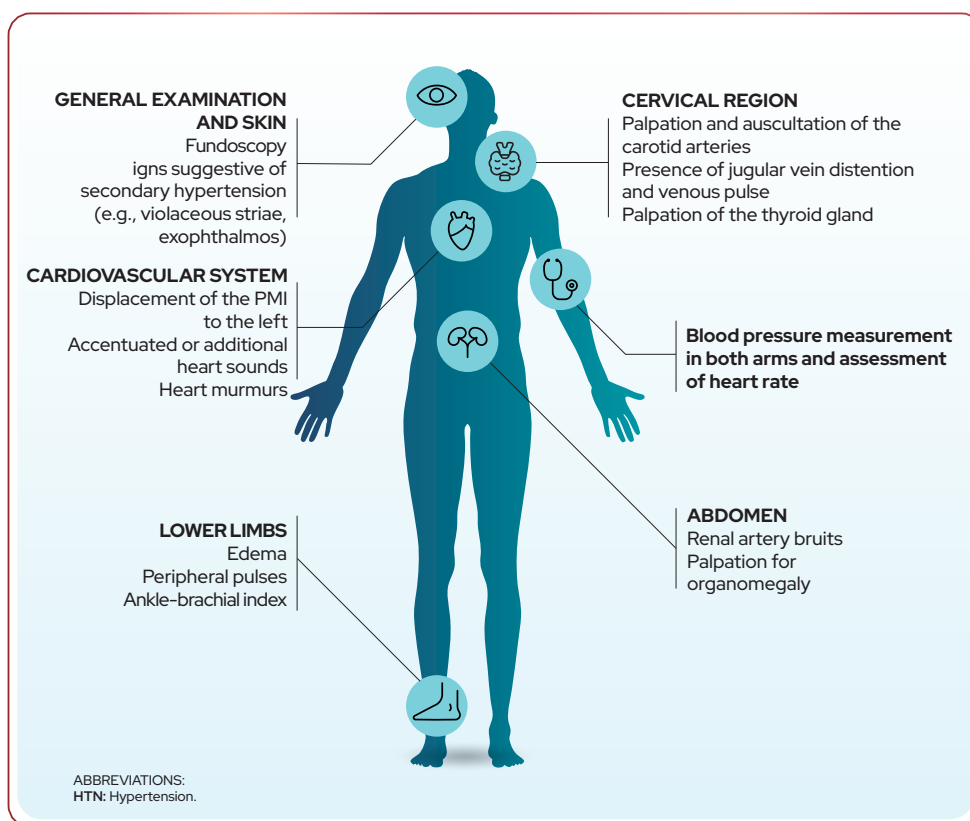 GENERAL EXAMINATION
AND SKIN
Fundoscopy
igns suggestive of
secondary hypertension
(e.g., violaceous striae,
exophthalmos)
CERVICAL REGION
Palpation and auscultation of the
carotid arteries
Presence of jugular vein distention
and venous pulse
Palpation of the thyroid gland
CARDIOVASCULAR SYSTEM
Displacement of the PMI
to the left
Accentuated or additional
heart sounds
Heart murmurs
Blood pressure measurement
in both arms and assessment
of heart rate
LOWER LIMBS
Edema
Peripheral pulses
Ankle-brachial index
ABDOMEN
Renal artery bruits
Palpation for
organomegaly
ABBREVIATIONS:
HTN: Hypertension.